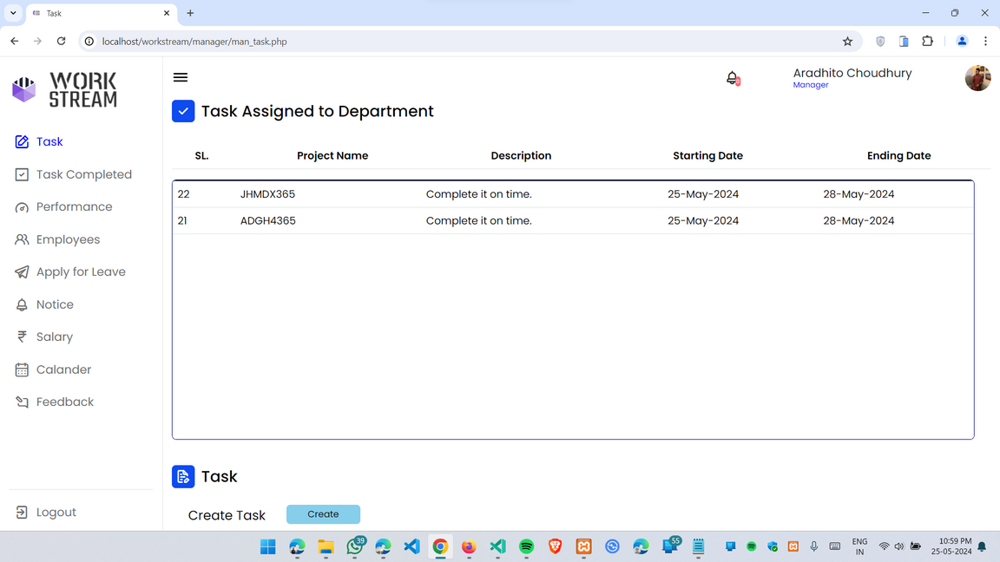 Task
localhost/workstream/manager/man_task.php
WORK
STREAM
Aradhito Choudhury
Manager
Task
Task Completed
Performance
Employees
Apply for Leave
Notice
Salary
Calander
Feedback
Logout
Task Assigned to Department
SL. Project Name Description Starting Date Ending Date
22 JHMDX365 Complete it on time. 25-May-2024 28-May-2024
21 ADGH4365 Complete it on time. 25-May-2024 28-May-2024
Task
Create Task Create
39
55
ENG
IN
10:59 PM
25-05-2024